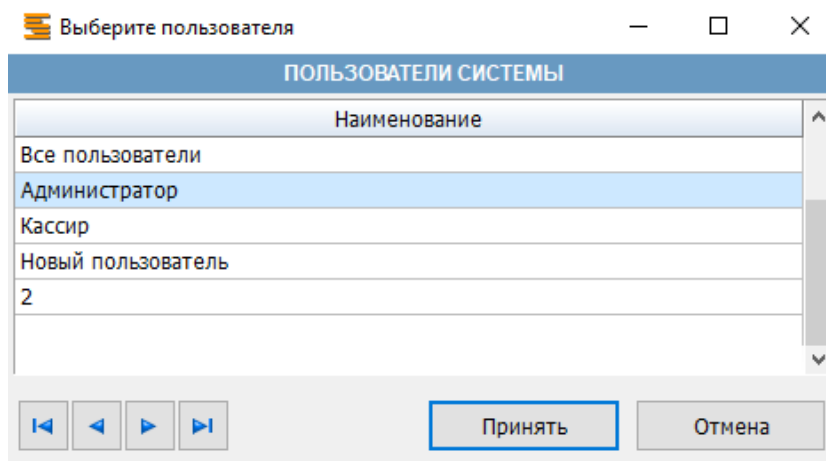 Выберите пользователя
ПОЛЬЗОВАТЕЛИ СИСТЕМЫ
Наименование
Все пользователи
Администратор
Кассир
Новый пользователь
2
Принять Отмена